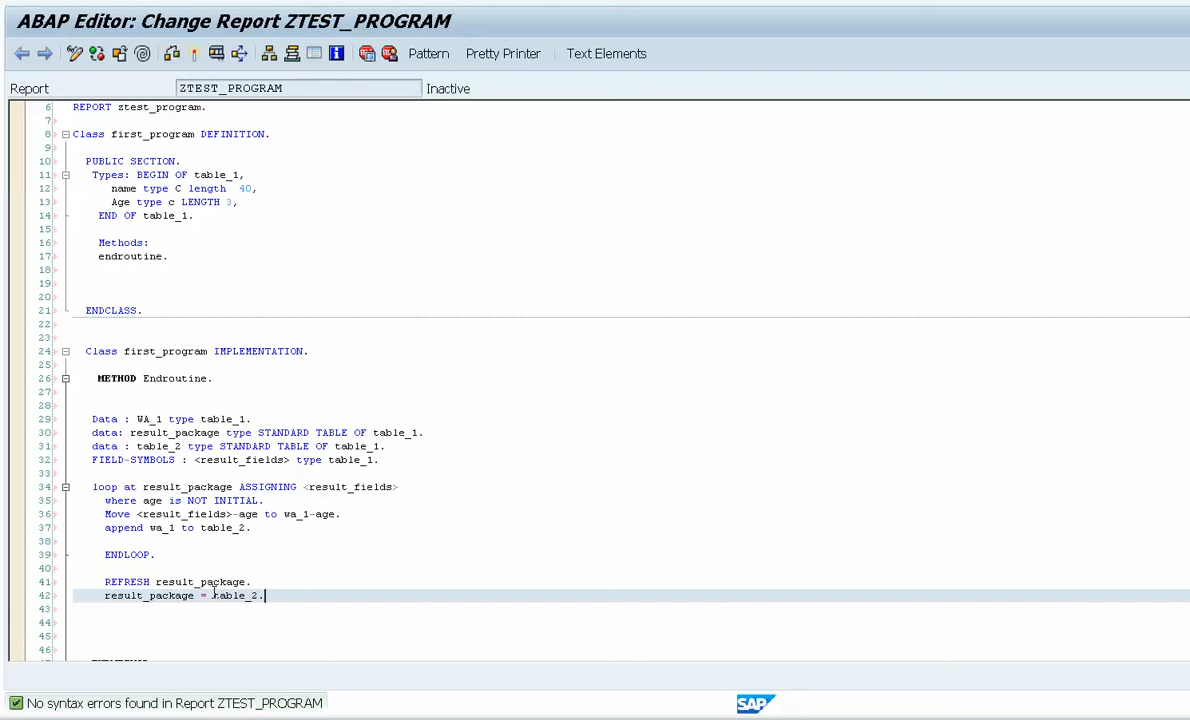 ABAP Editor: Change Report ZTEST_PROGRAM
Pattern Pretty Printer Text Elements
Report ZTEST_PROGRAM Inactive
6 REPORT ztest_program.
7
8 Class first_program DEFINITION.
9
10 PUBLIC SECTION.
11 Types: BEGIN OF table_1,
12 name type C length 40,
13 Age type c LENGTH 3,
14 END OF table_1.
15
16 Methods:
17 endroutine.
18
19
20
21 ENDCLASS.
22
23
24 Class first_program IMPLEMENTATION.
25
26 METHOD Endroutine.
27
28
29 Data : WA_1 type table_1.
30 data: result_package type STANDARD TABLE OF table_1.
31 data : table_2 type STANDARD TABLE OF table_1.
32 FIELD-SYMBOLS : <result_fields> type table_1.
33
34 loop at result_package ASSIGNING <result_fields>
35 where age is NOT INITIAL.
36 Move <result_fields>-age to wa_1-age.
37 append wa_1 to table_2.
38
39 ENDLOOP.
40
41 REFRESH result_package.
42 result_package = table_2.
43
44
45
46
No syntax errors found in Report ZTEST_PROGRAM
SAP